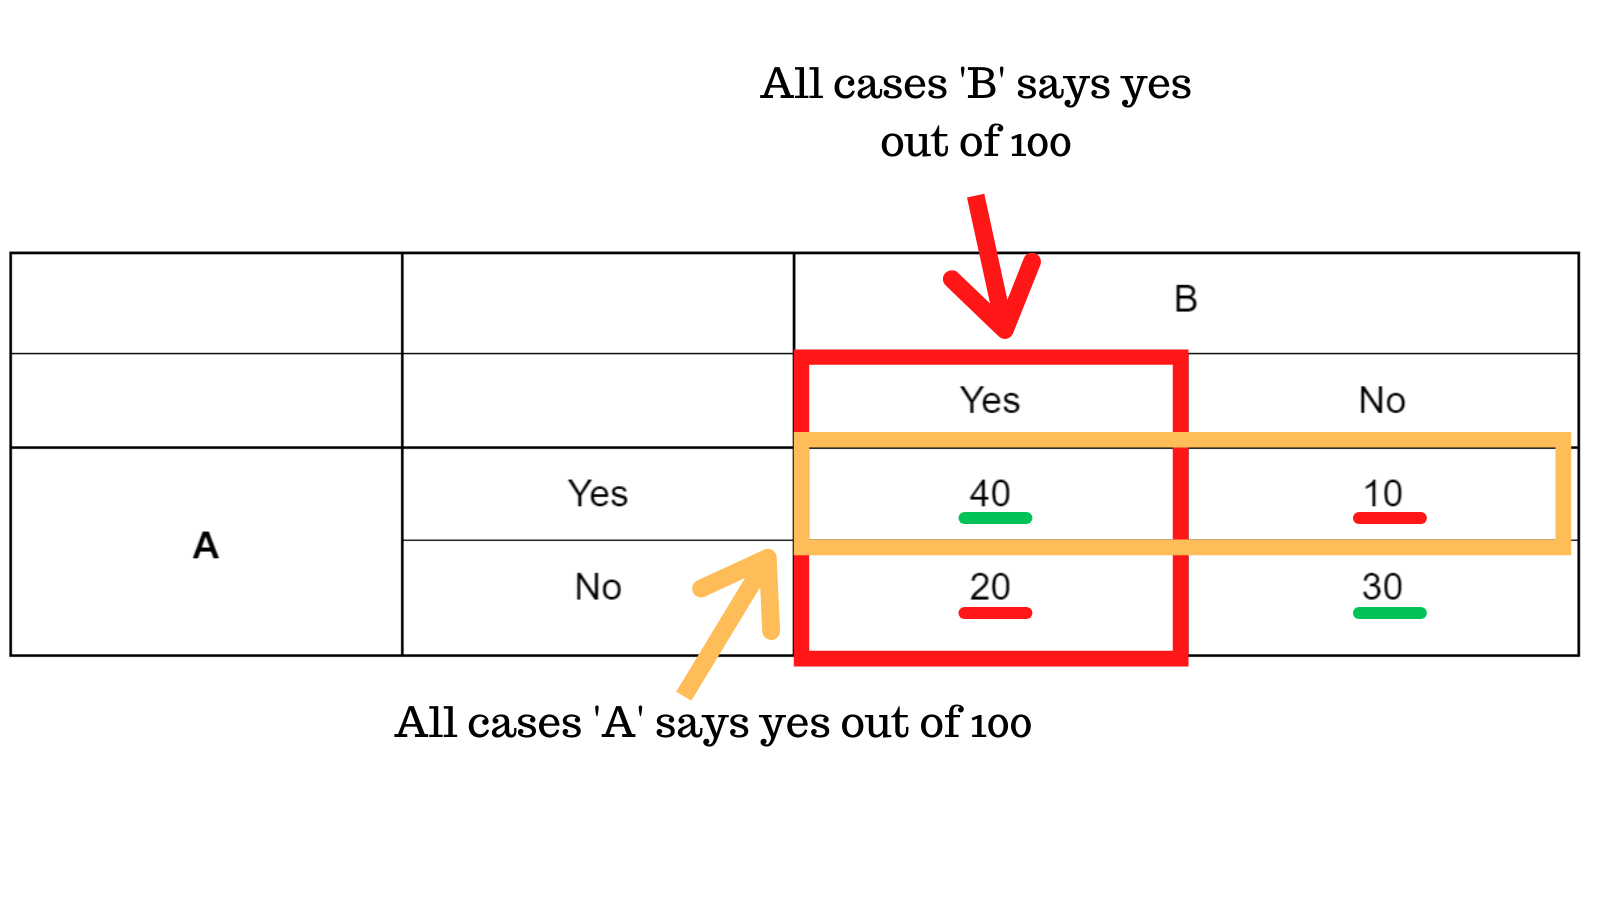 All cases 'B' says yes
out of 100
B
Yes No
Yes 40 10
A
No 20 30
All cases 'A' says yes out of 100